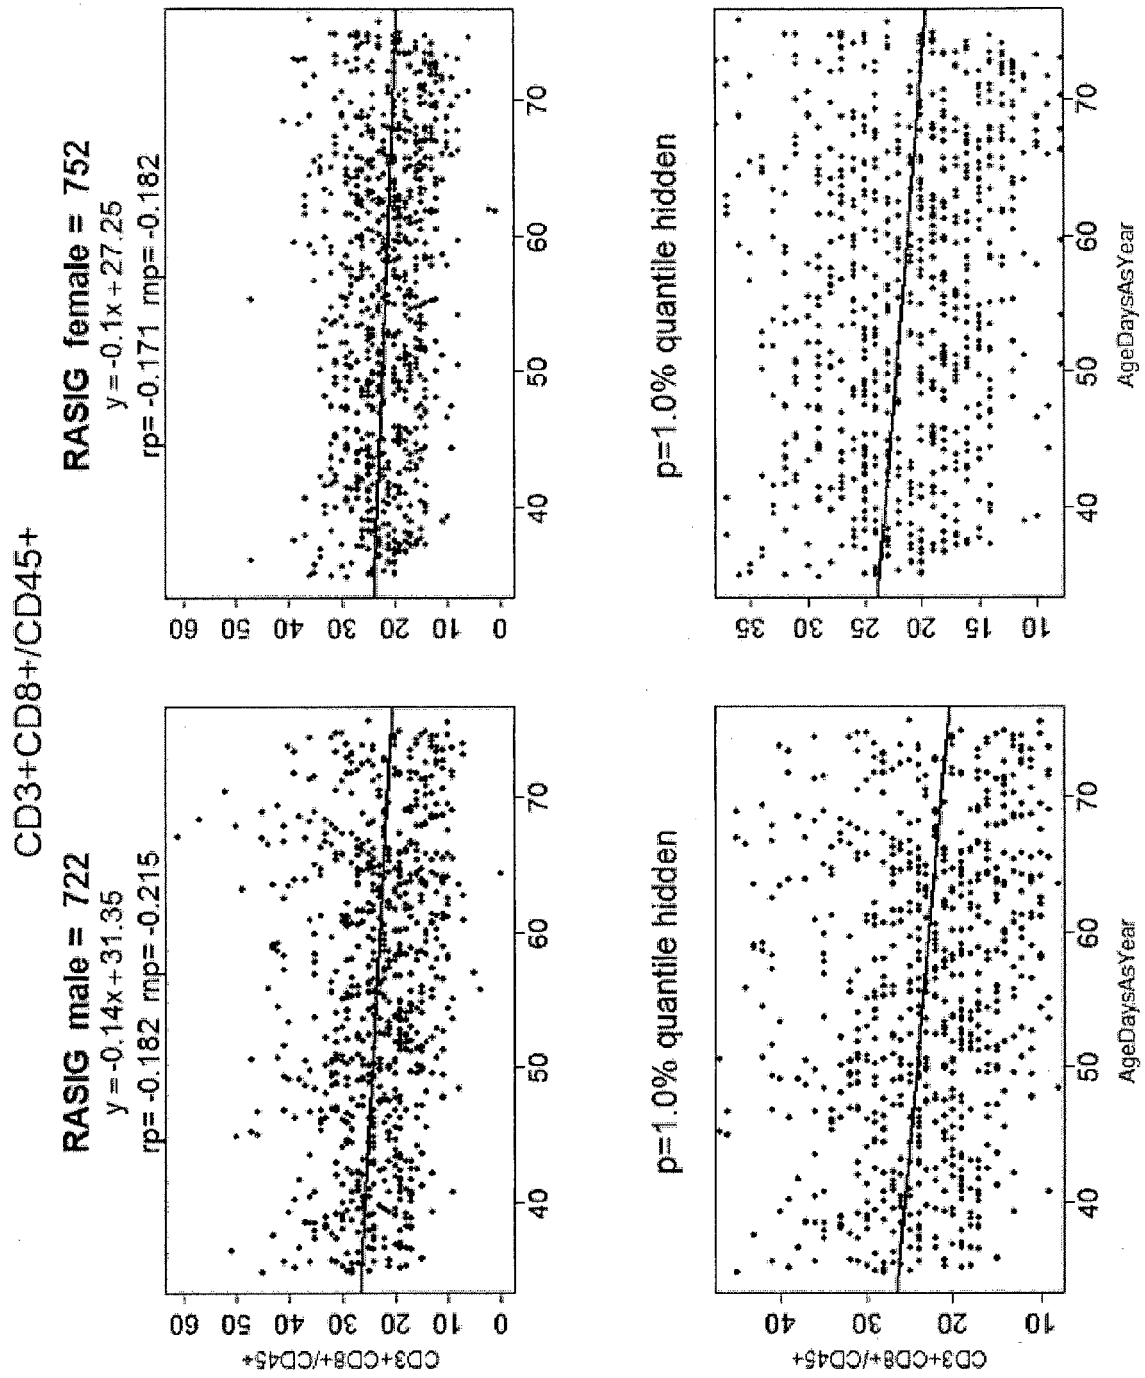 CD3+CD8+/CD45+
RASIG male = 722
y = -0.14x + 31.35
rp= -0.182 rnp= -0.215
CD3+CD8+/CD45+
60 50 40 30 20 10 0
40 50 60 70
RASIG female = 752
y = -0.1x + 27.25
rp= -0.171 rnp= -0.182
60 50 40 30 20 10 0
40 50 60 70
p=1.0% quantile hidden
CD3+CD8+/CD45+
40 30 20 10
40 50 60 70
AgeDaysAsYear
p=1.0% quantile hidden
35 30 25 20 15 10
40 50 60 70
AgeDaysAsYear